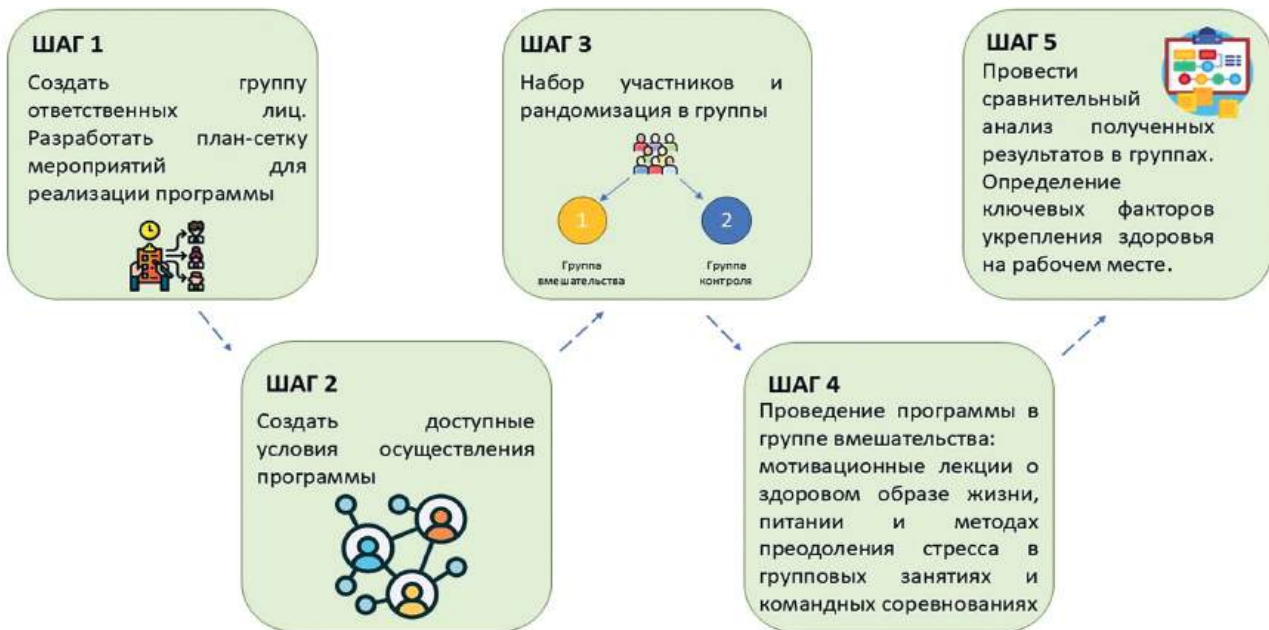 ШАГ 1
Создать группу
ответственных лиц.
Разработать план-сетку
мероприятий для
реализации программы
ШАГ 2
Создать доступные
условия осуществления
программы
ШАГ 3
Набор участников и
рандомизация в группы
1
Группа
вмешательства
2
Группа
контроля
ШАГ 4
Проведение программы в
группе вмешательства:
мотивационные лекции о
здоровом образе жизни,
питании и методах
преодоления стресса в
групповых занятиях и
командных соревнованиях
ШАГ 5
Провести
сравнительный
анализ полученных
результатов в группах.
Определение
ключевых факторов
укрепления здоровья
на рабочем месте.